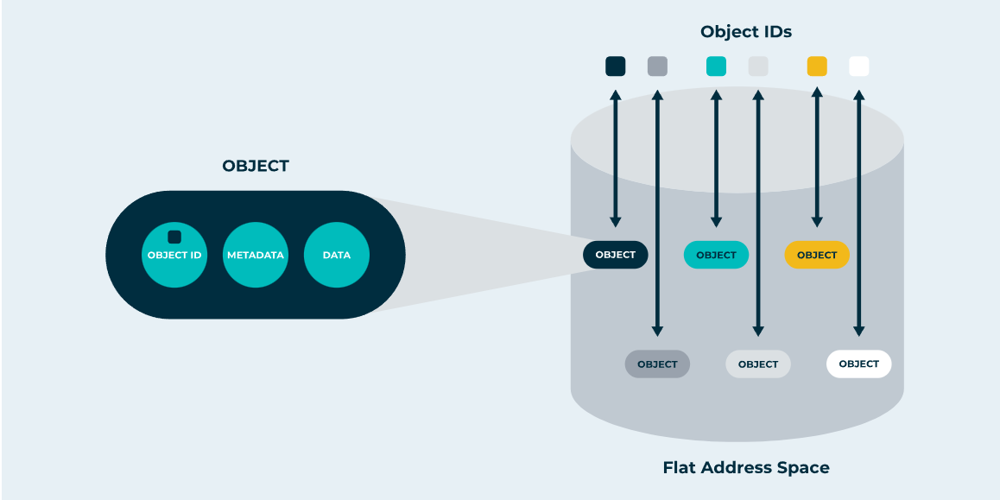 Object IDs
OBJECT
OBJECT ID
METADATA
DATA
OBJECT
OBJECT
OBJECT
OBJECT
OBJECT
OBJECT
Flat Address Space